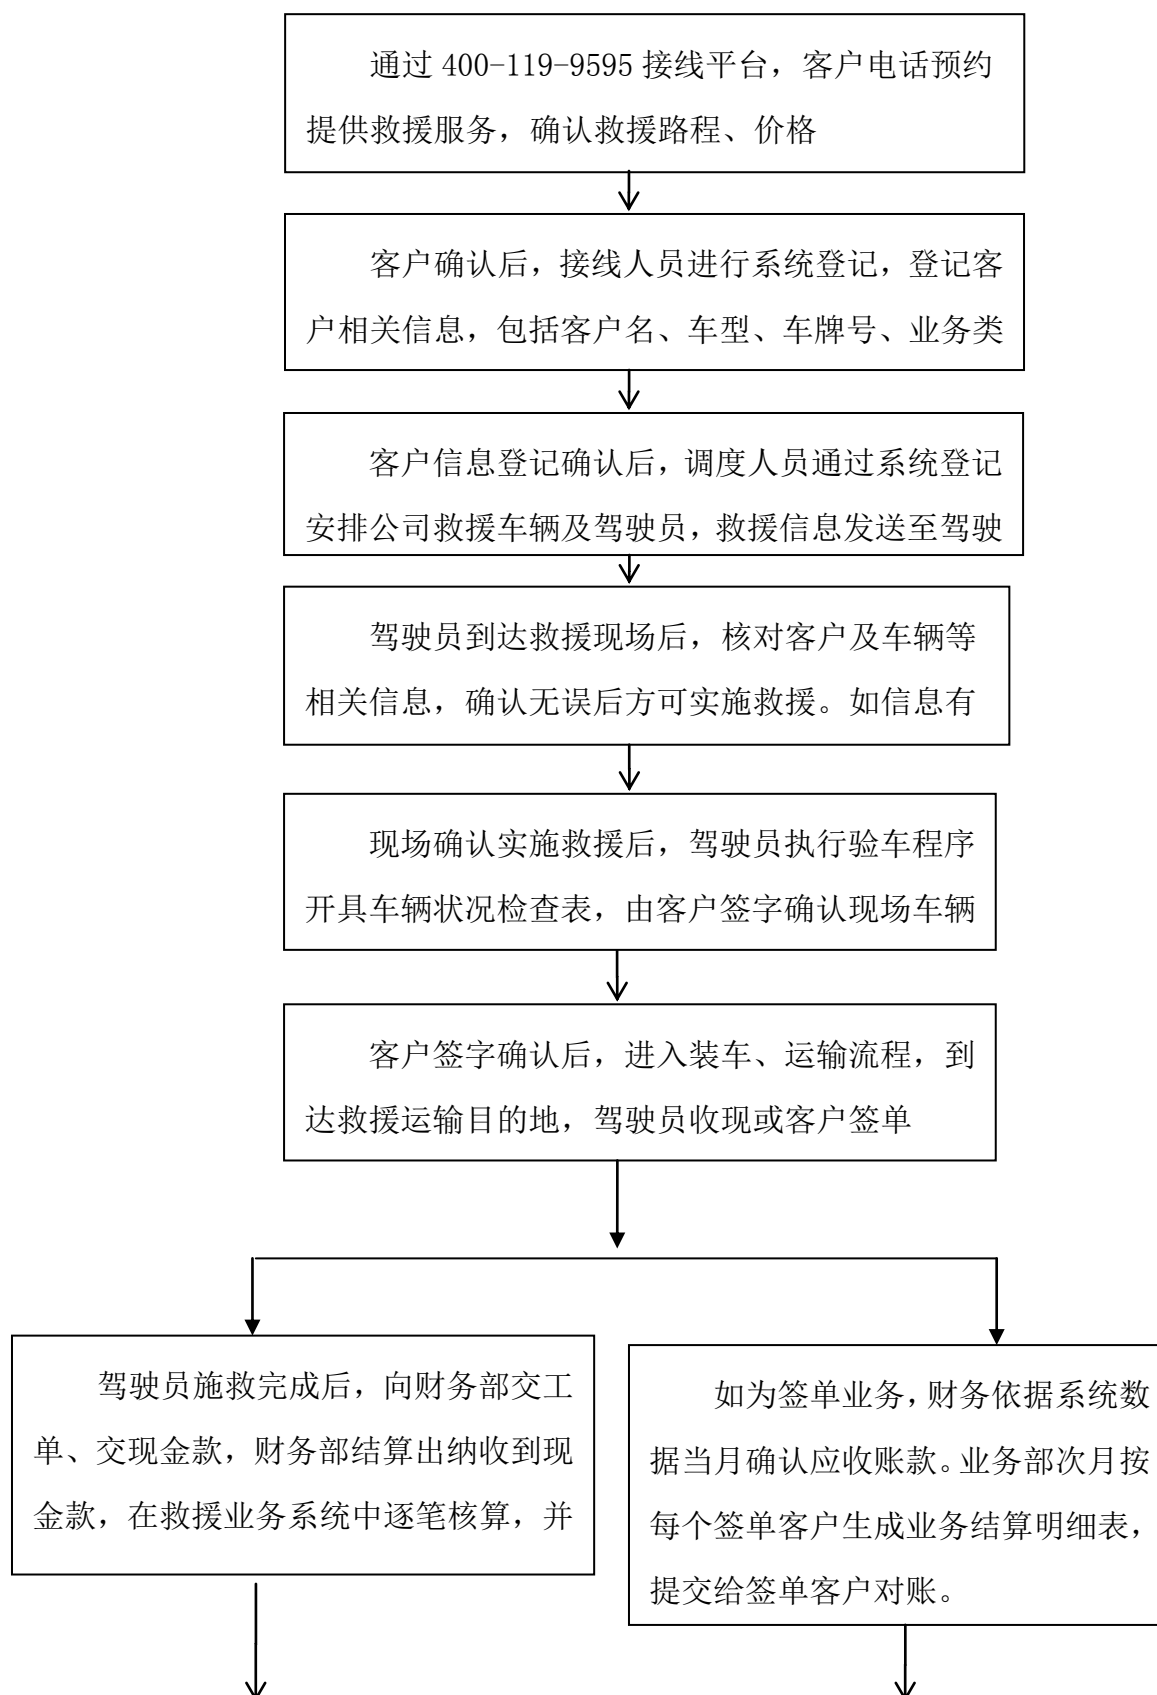 通过 400-119-9595 接线平台，客户电话预约
提供救援服务，确认救援路程、价格
客户确认后，接线人员进行系统登记，登记客
户相关信息，包括客户名、车型、车牌号、业务类
客户信息登记确认后，调度人员通过系统登记
安排公司救援车辆及驾驶员，救援信息发送至驾驶
驾驶员到达救援现场后，核对客户及车辆等
相关信息，确认无误后方可实施救援。如信息有
现场确认实施救援后，驾驶员执行验车程序
开具车辆状况检查表，由客户签字确认现场车辆
客户签字确认后，进入装车、运输流程，到
达救援运输目的地，驾驶员收现或客户签单
驾驶员施救完成后，向财务部交工
单、交现金款，财务部结算出纳收到现
金款，在救援业务系统中逐笔核算，并
如为签单业务，财务依据系统数
据当月确认应收账款。业务部次月按
每个签单客户生成业务结算明细表，
提交给签单客户对账。